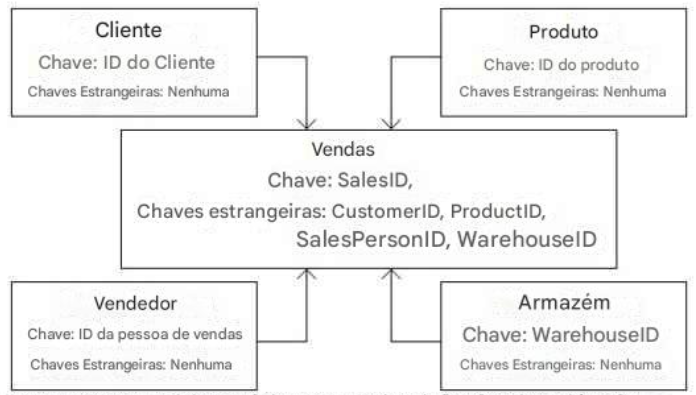 Cliente
Chave: ID do Cliente
Chaves Estrangeiras: Nenhuma
Produto
Chave: ID do produto
Chaves Estrangeiras: Nenhuma
Vendas
Chave: SalesID,
Chaves estrangeiras: CustomerID, ProductID,
SalesPersonID, WarehouseID
Vendedor
Chave: ID da pessoa de vendas
Chaves Estrangeiras: Nenhuma
Armazém
Chave: WarehouseID
Chaves Estrangeiras: Nenhuma